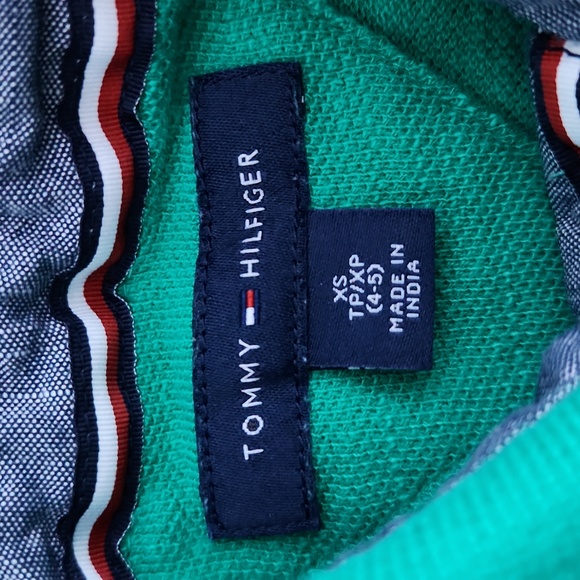 TOMMY HILFIGER
XS
TP/XP
(4-5)
MADE IN
INDIA